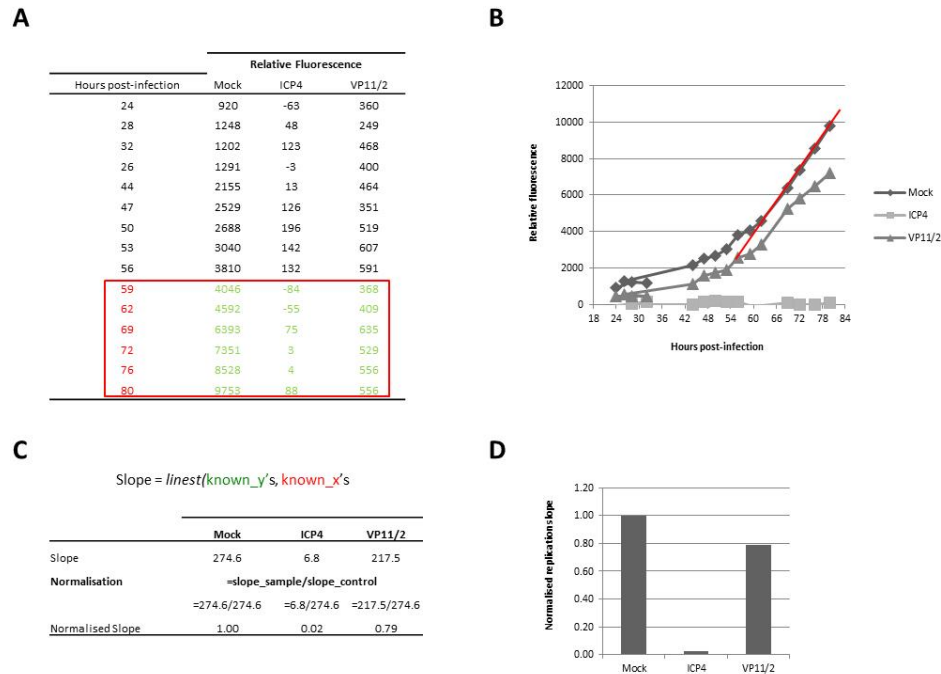 A
Relative Fluorescence
Hours post-infection Mock ICP4 VP11/2
24 920 -63 360
28 1248 48 249
32 1202 123 468
26 1291 -3 400
44 2155 13 464
47 2529 126 351
50 2688 196 519
53 3040 142 607
56 3810 132 591
59 4046 -84 368
62 4592 -55 409
69 6393 75 635
72 7351 3 529
76 8528 4 556
80 9753 88 556
B
12000
10000
8000
6000
4000
2000
0
Relative fluorescence
18 24 30 36 42 48 54 60 66 72 78 84
Hours post-infection
Mock
ICP4
VP11/2
C
Slope = linest(known_y's, known_x's
Mock ICP4 VP11/2
Slope 274.6 6.8 217.5
Normalisation =slope_sample/slope_control
=274.6/274.6 =6.8/274.6 =217.5/274.6
Normalised Slope 1.00 0.02 0.79
D
1.20
1.00
0.80
0.60
0.40
0.20
0.00
Normalised replication slope
Mock ICP4 VP11/2